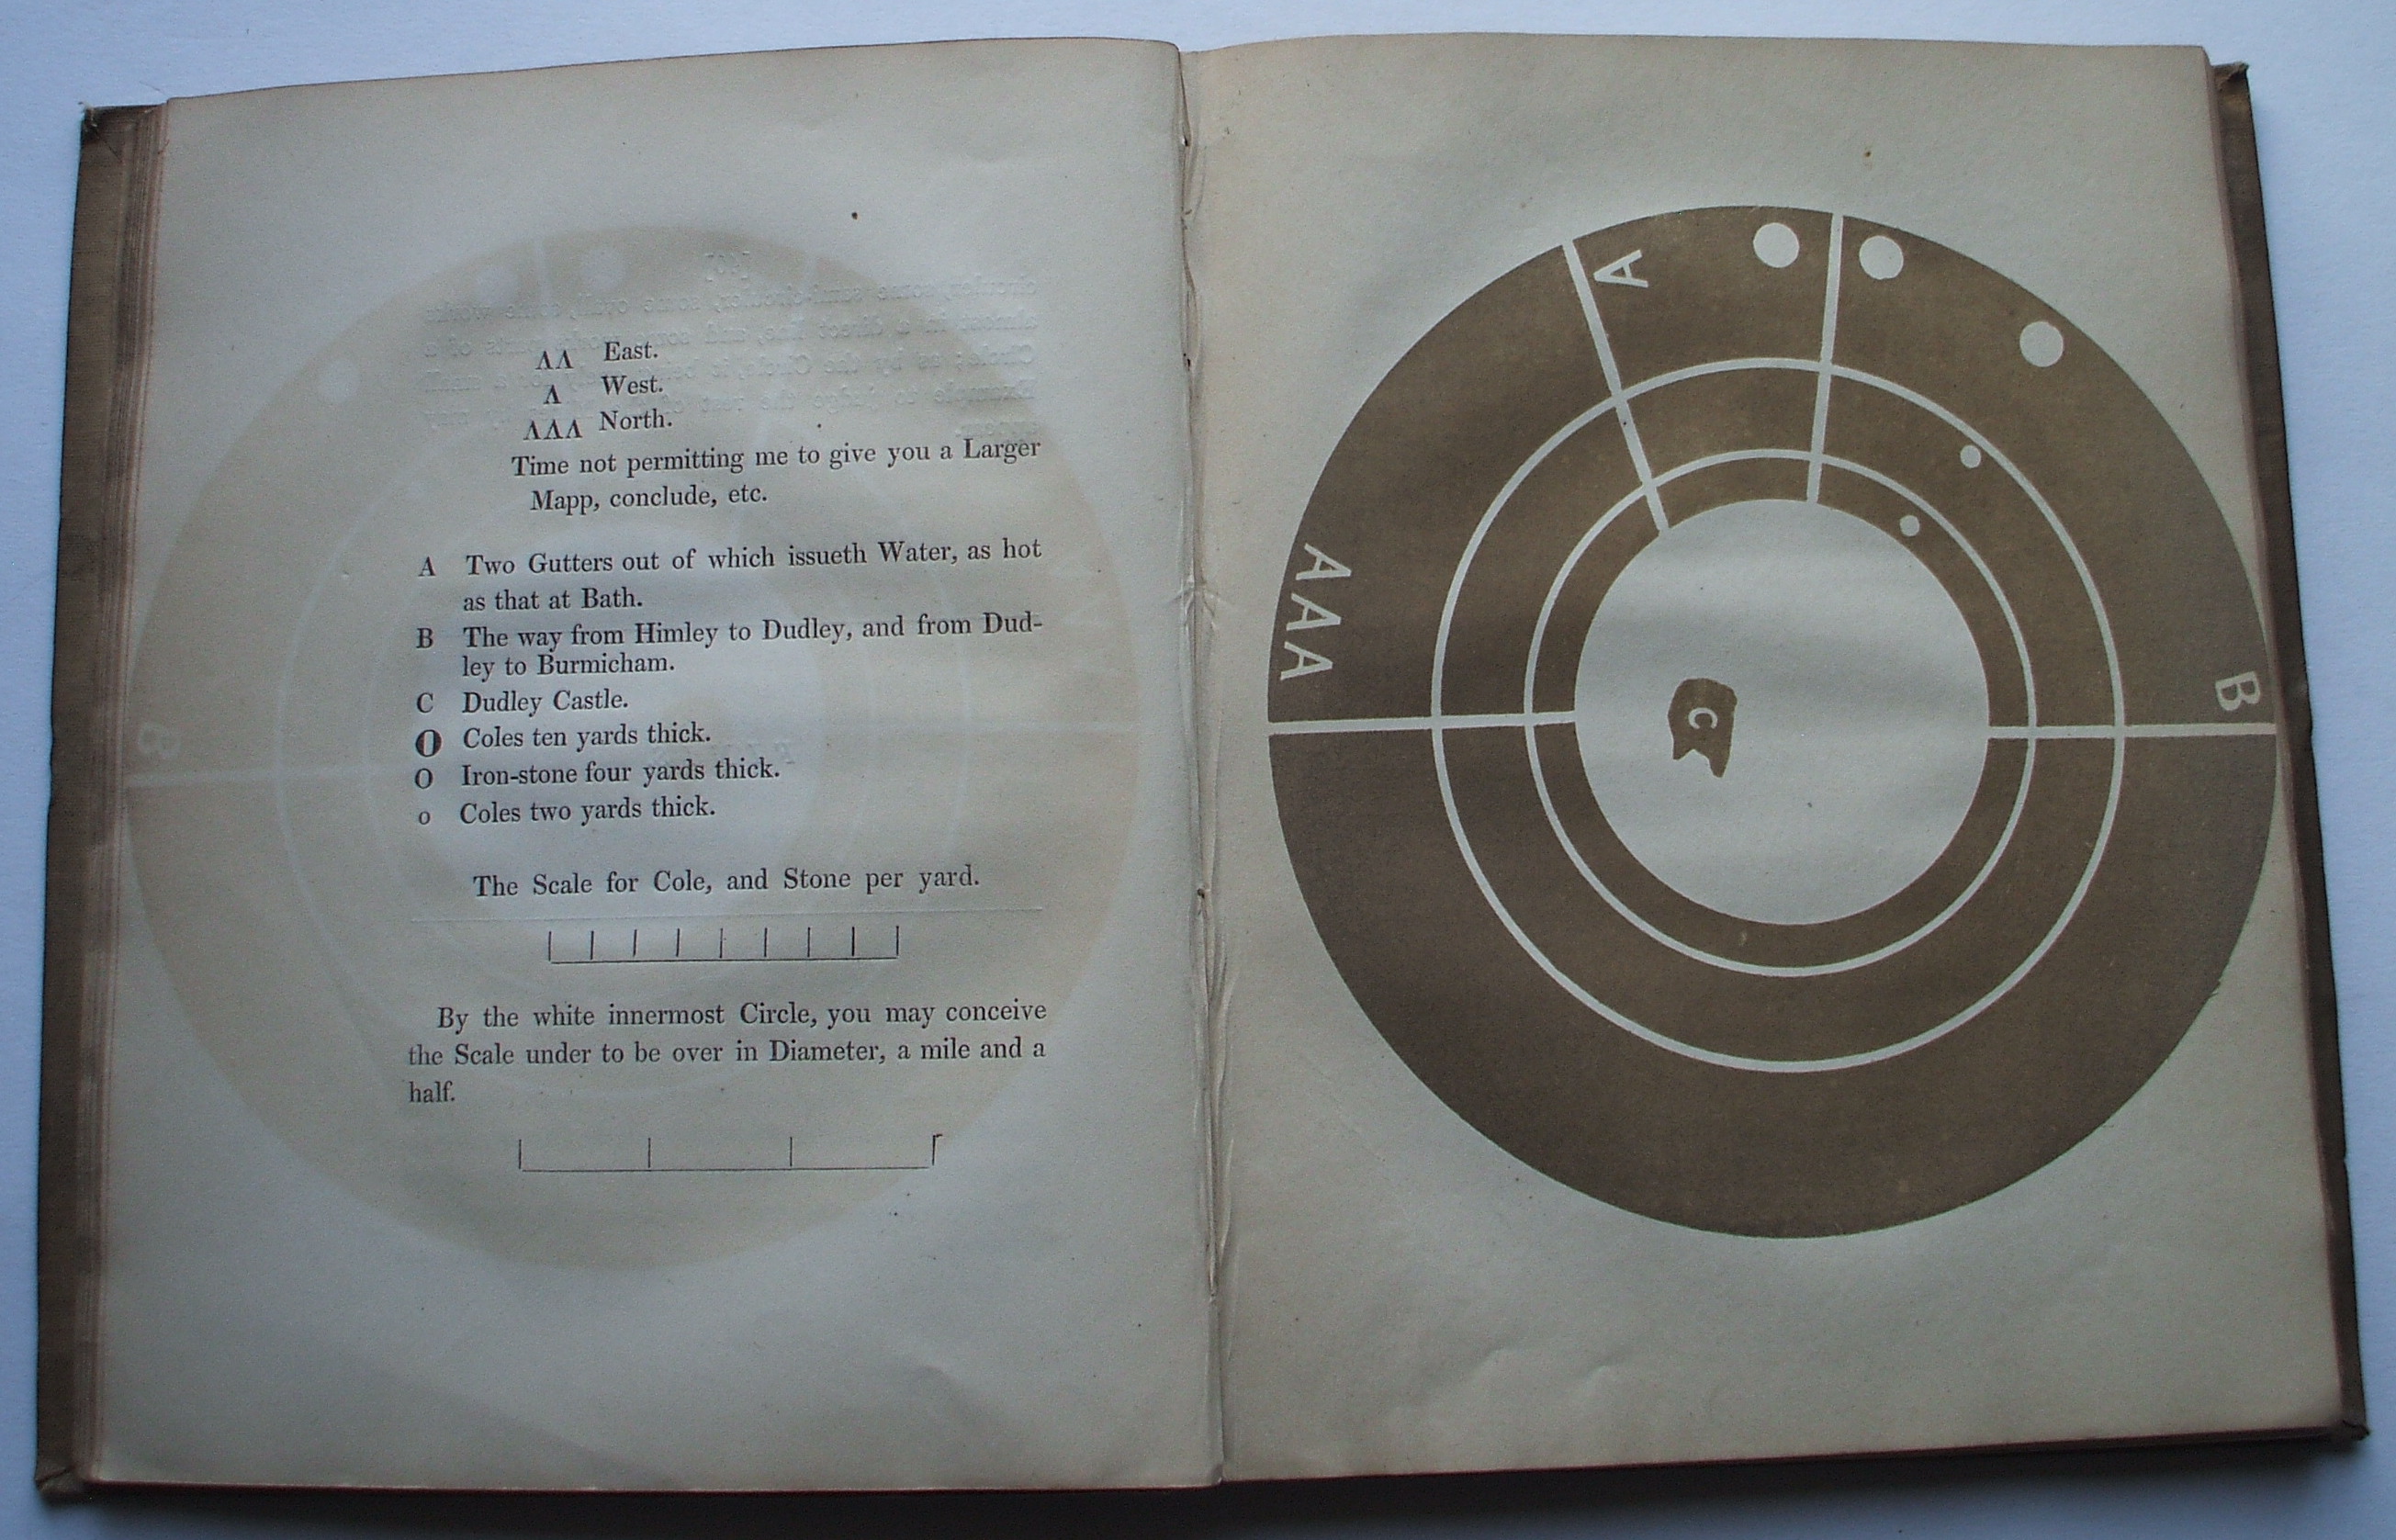 ΛΛ East.
Λ West.
ΛΛΛ North.
Time not permitting me to give you a Larger
Mapp, conclude, etc.
A Two Gutters out of which issueth Water, as hot
as that at Bath.
B The way from Himley to Dudley, and from Dud-
ley to Burmicham.
C Dudley Castle.
O Coles ten yards thick.
O Iron-stone four yards thick.
o Coles two yards thick.
The Scale for Cole, and Stone per yard.
By the white innermost Circle, you may conceive
the Scale under to be over in Diameter, a mile and a
half.
A
AAA
B
C